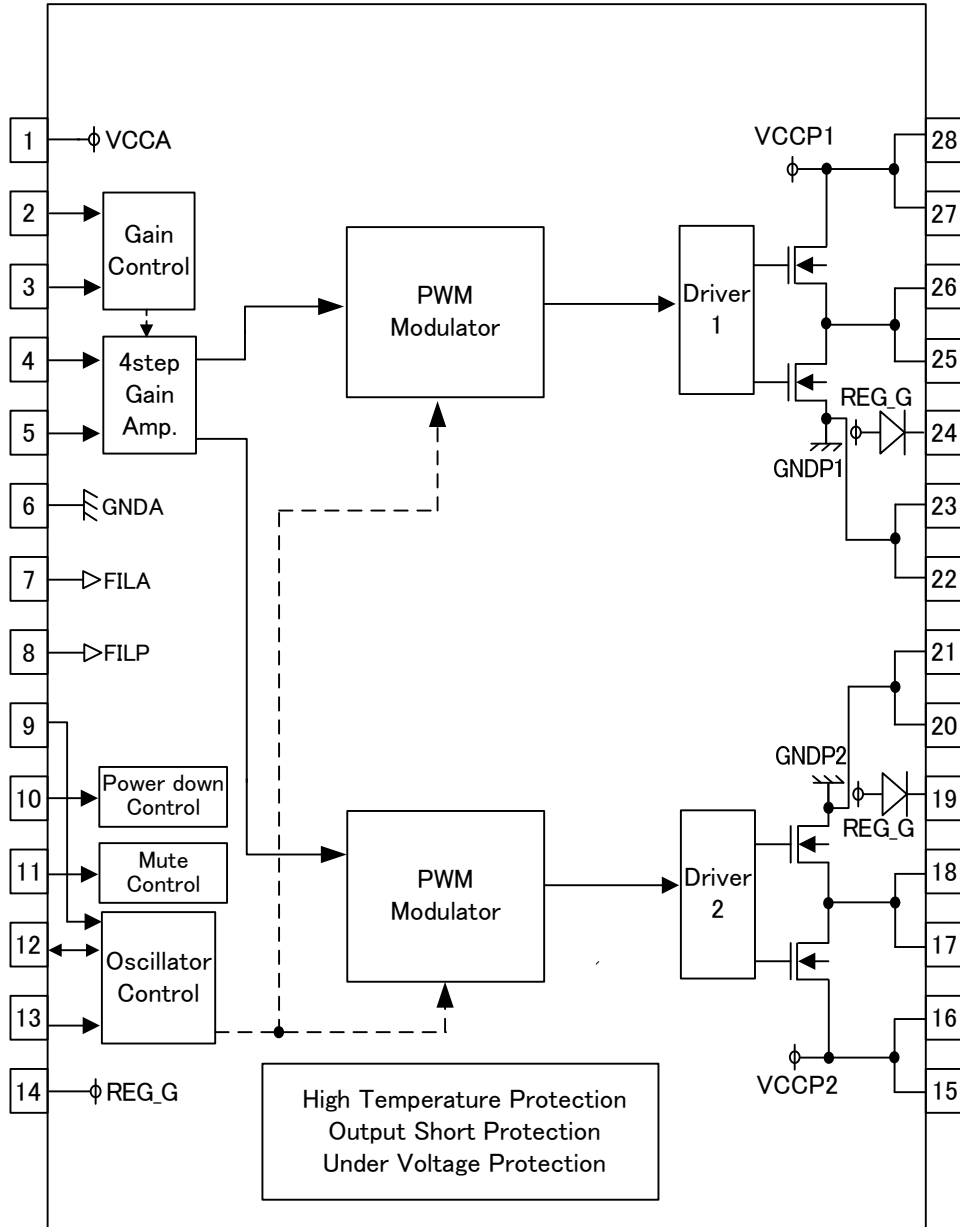 1
VCCA
2
3
Gain
Control
4
5
4step
Gain
Amp.
6
GNDA
7
FILA
8
FILP
9
10
Power down
Control
11
Mute
Control
12
13
Oscillator
Control
14
REG_G
PWM
Modulator
PWM
Modulator
High Temperature Protection
Output Short Protection
Under Voltage Protection
Driver
1
Driver
2
VCCP1
28
27
26
25
REG_G
24
GNDP1
23
22
21
20
GNDP2
19
REG_G
18
17
16
VCCP2
15